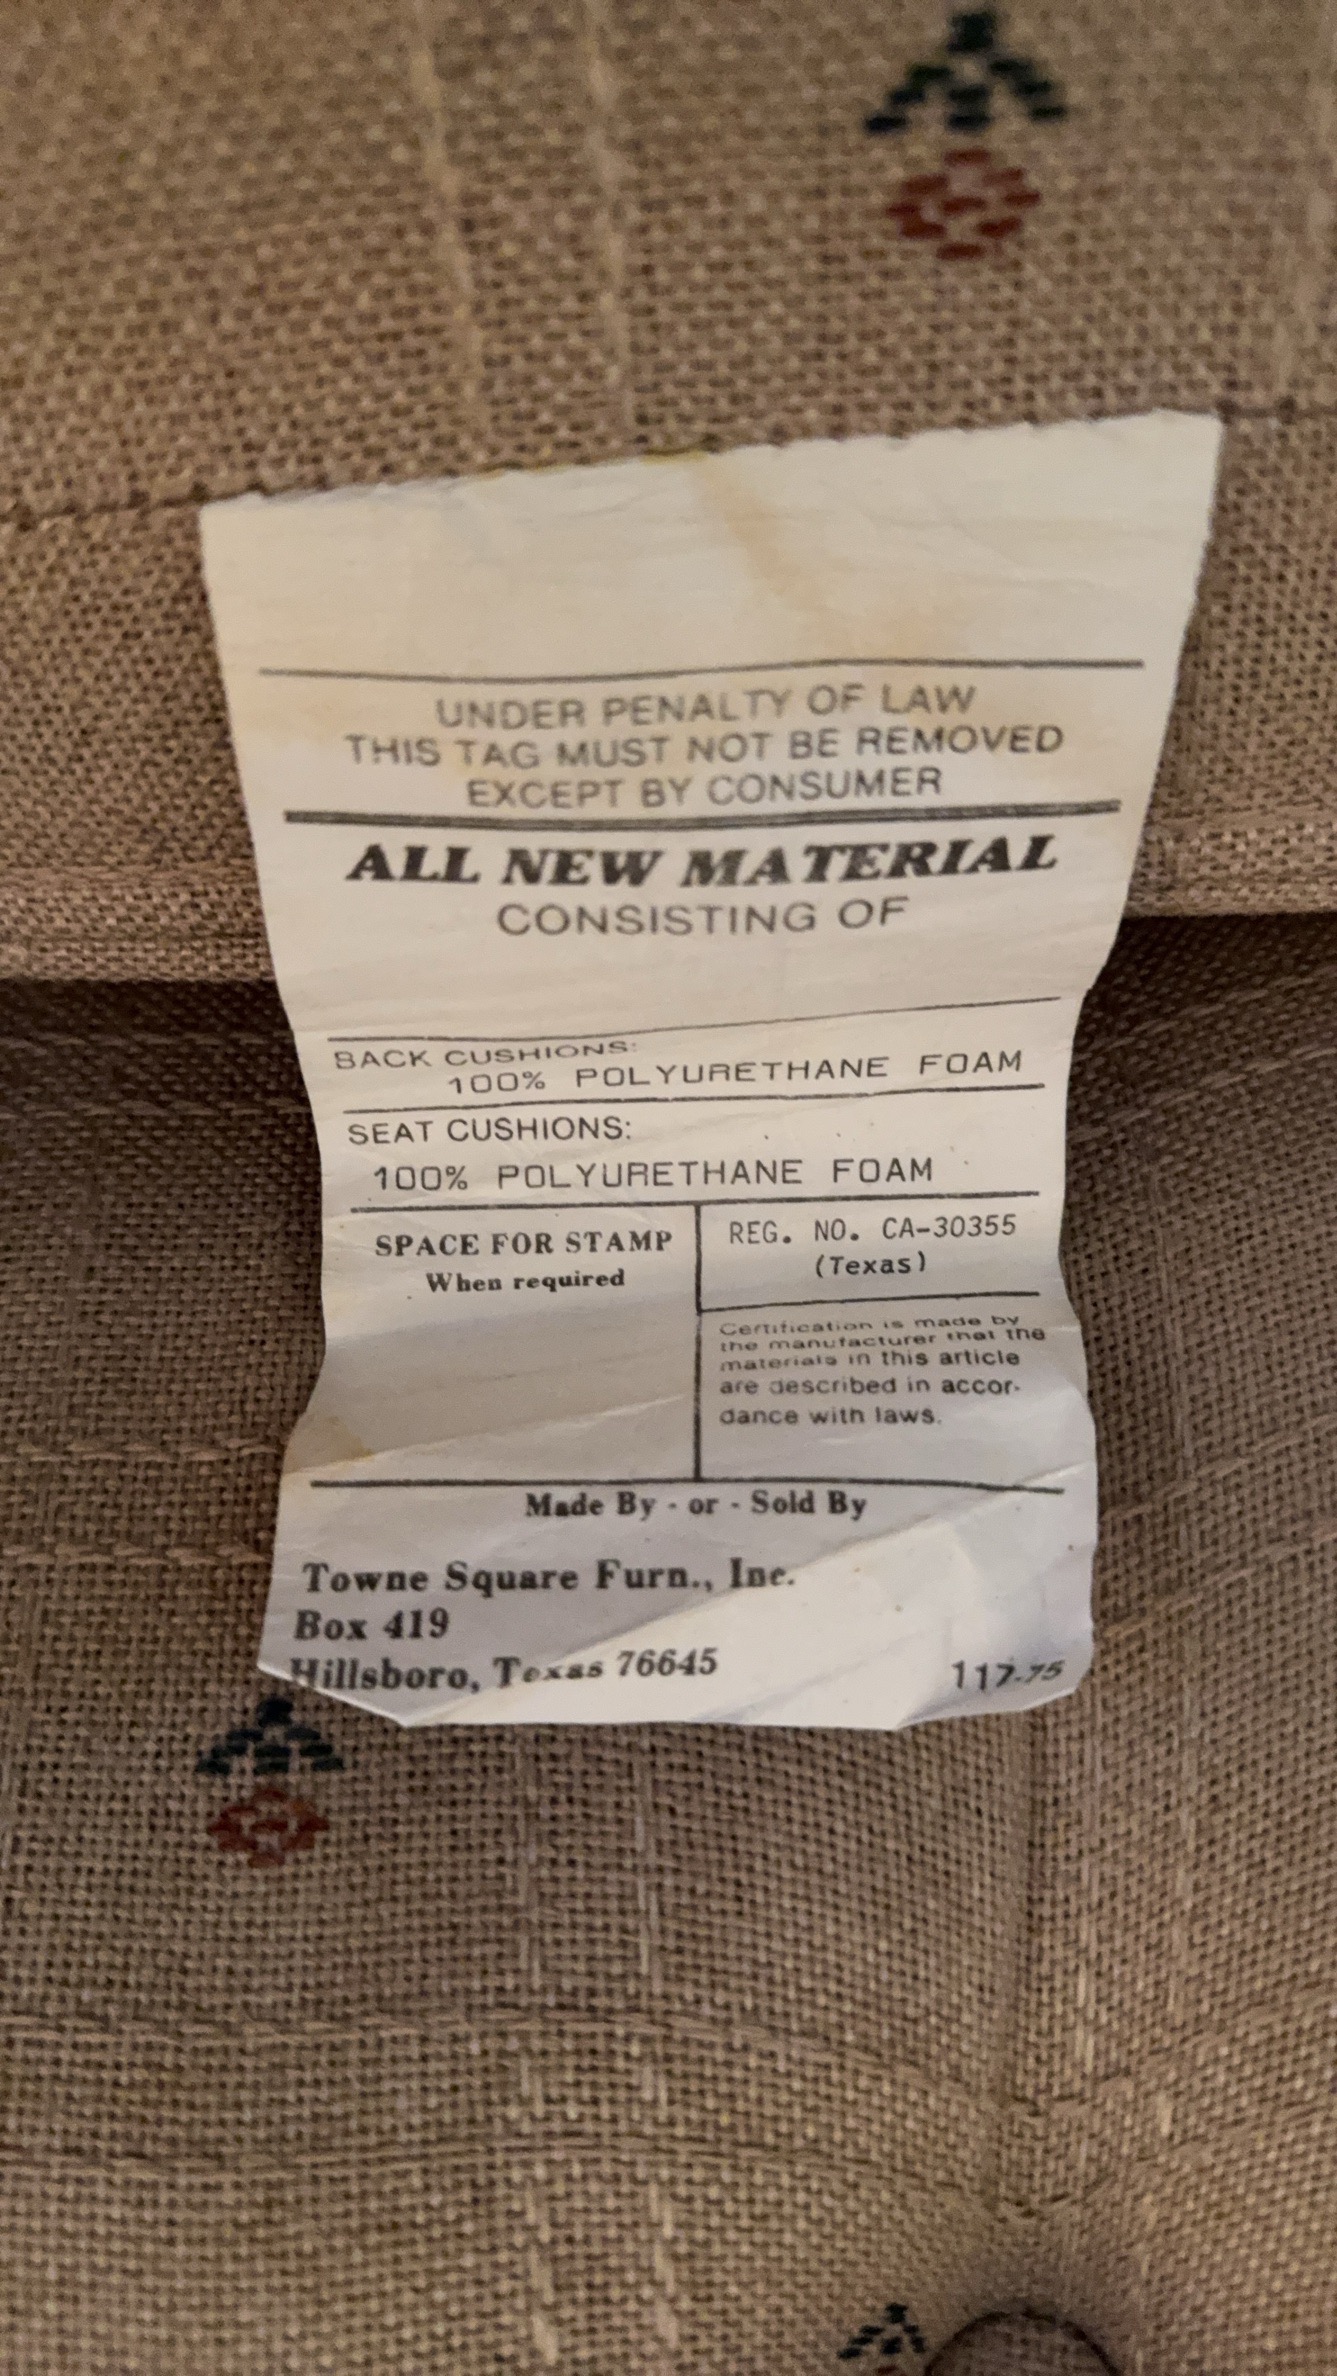 UNDER PENALTY OF LAW
THIS TAG MUST NOT BE REMOVED
EXCEPT BY CONSUMER
ALL NEW MATERIAL
CONSISTING OF
BACK CUSHIONS:
100% POLYURETHANE FOAM
SEAT CUSHIONS:
100% POLYURETHANE FOAM
SPACE FOR STAMP
When required
REG. NO. CA-30355
(Texas)
Certification is made by
the manufacturer that the
materials in this article
are described in accor-
dance with laws.
Made By - or - Sold By
Towne Square Furn., Inc.
Box 419
Hillsboro, Texas 76645
117-75